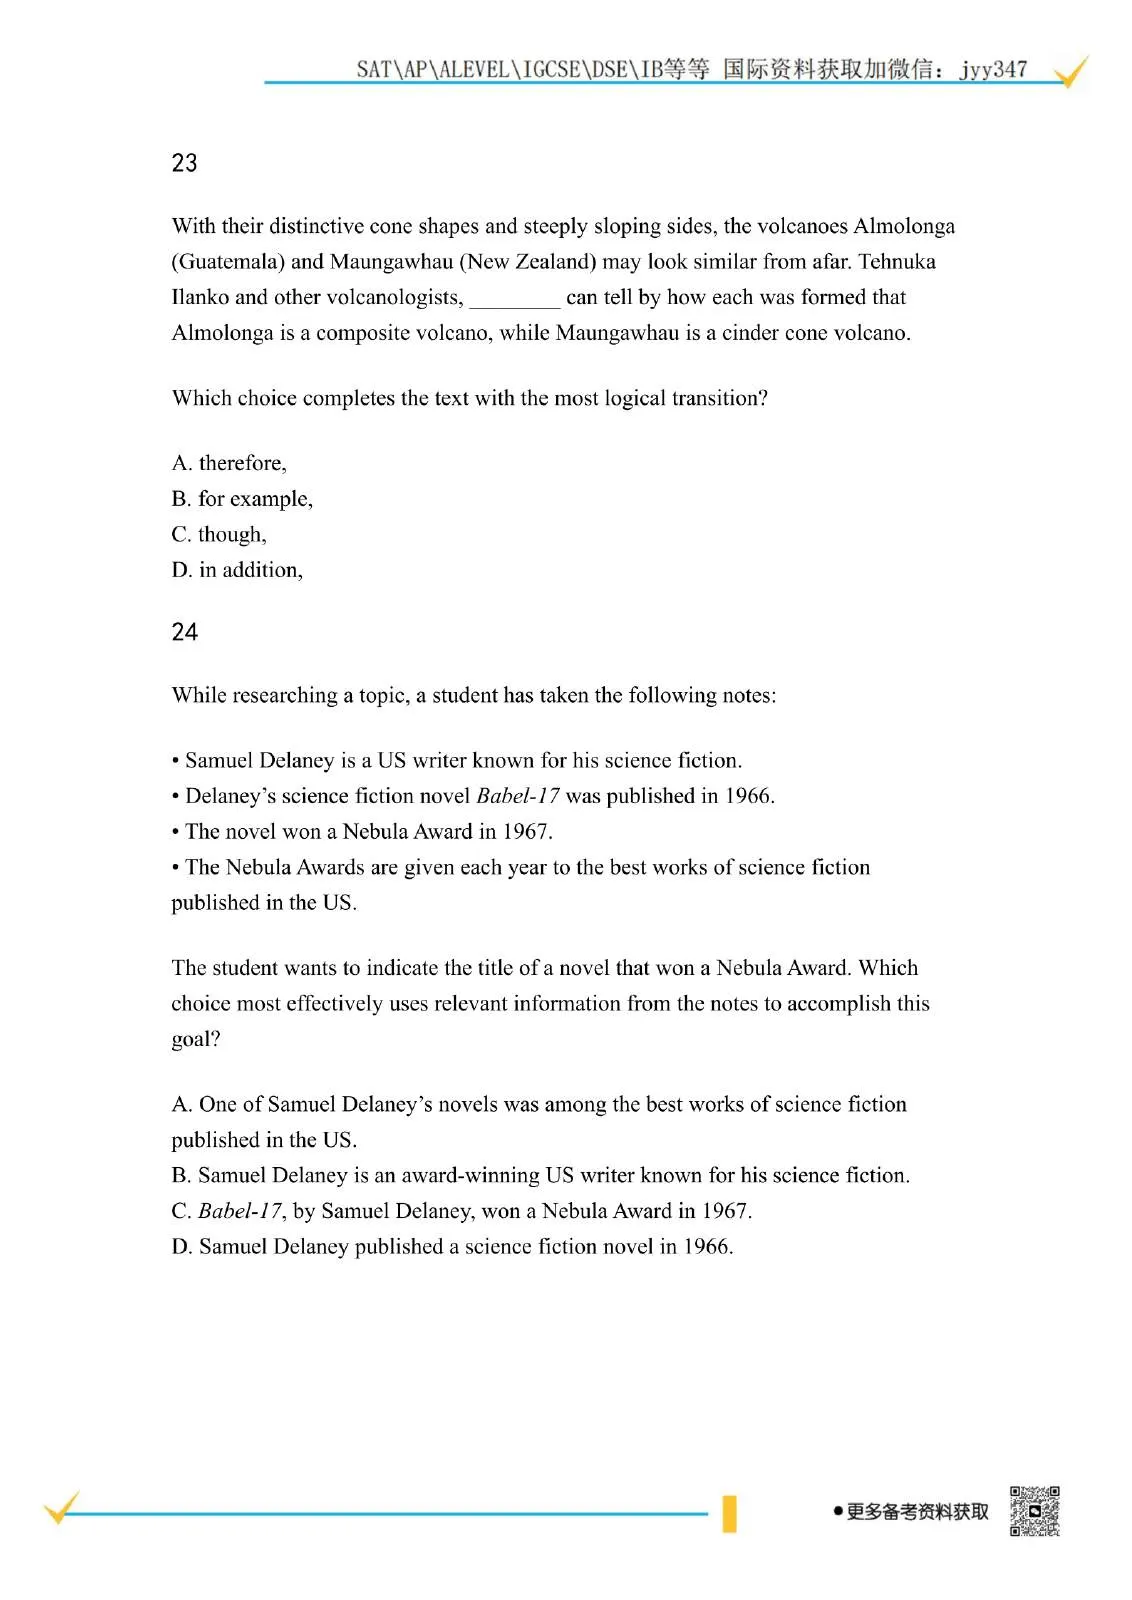 SAT\AP\ALEVEL\IGCSE\DSE\IB等等 国际资料获取加微信：jyy347
23
With their distinctive cone shapes and steeply sloping sides, the volcanoes Almolonga
(Guatemala) and Maungawhau (New Zealand) may look similar from afar. Tehnuka
Ilanko and other volcanologists, ________ can tell by how each was formed that
Almolonga is a composite volcano, while Maungawhau is a cinder cone volcano.
Which choice completes the text with the most logical transition?
A. therefore,
B. for example,
C. though,
D. in addition,
24
While researching a topic, a student has taken the following notes:
• Samuel Delaney is a US writer known for his science fiction.
• Delaney’s science fiction novel Babel-17 was published in 1966.
• The novel won a Nebula Award in 1967.
• The Nebula Awards are given each year to the best works of science fiction
published in the US.
The student wants to indicate the title of a novel that won a Nebula Award. Which
choice most effectively uses relevant information from the notes to accomplish this
goal?
A. One of Samuel Delaney’s novels was among the best works of science fiction
published in the US.
B. Samuel Delaney is an award-winning US writer known for his science fiction.
C. Babel-17, by Samuel Delaney, won a Nebula Award in 1967.
D. Samuel Delaney published a science fiction novel in 1966.
●更多备考资料获取